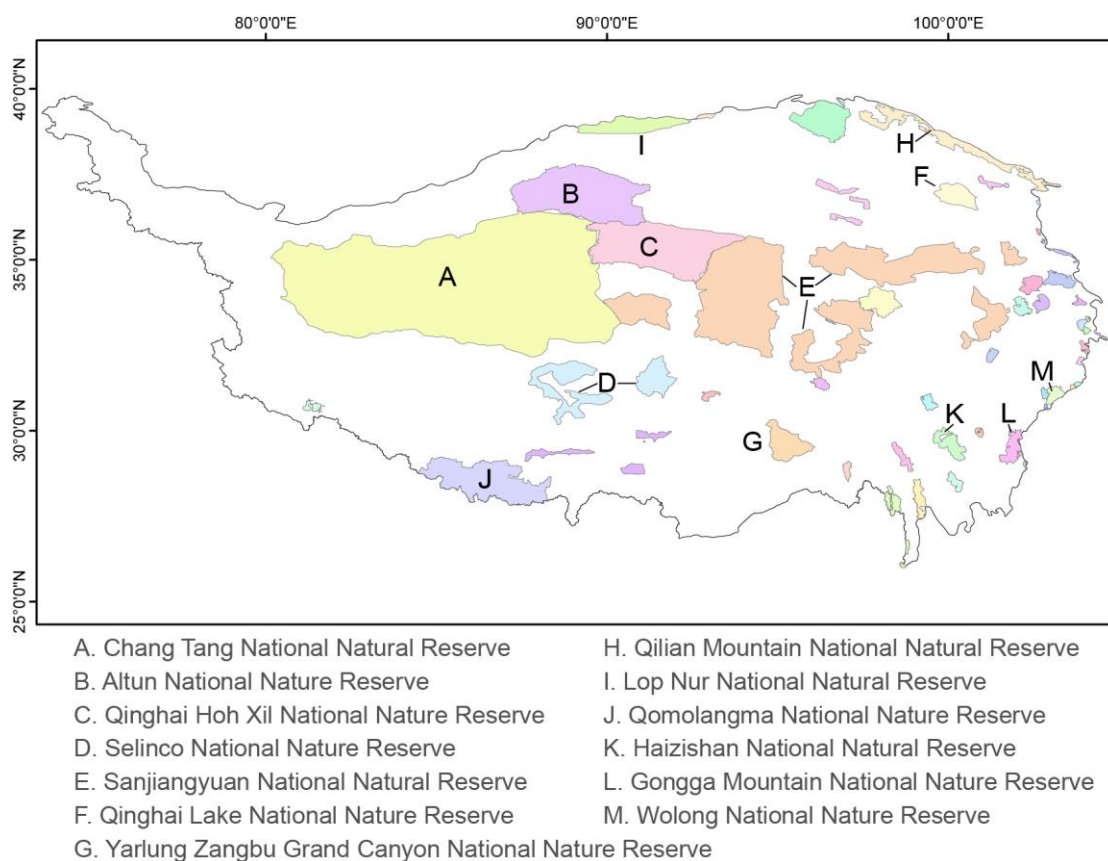 80°0'0"E 90°0'0"E 100°0'0"E
40°0'0"N
35°0'0"N
30°0'0"N
25°0'0"N
I
H
B
F
C
A
E
D
M
K
L
G
J
A. Chang Tang National Natural Reserve
B. Altun National Nature Reserve
C. Qinghai Hoh Xil National Nature Reserve
D. Selinco National Nature Reserve
E. Sanjiangyuan National Natural Reserve
F. Qinghai Lake National Nature Reserve
G. Yarlung Zangbu Grand Canyon National Nature Reserve
H. Qilian Mountain National Natural Reserve
I. Lop Nur National Natural Reserve
J. Qomolangma National Nature Reserve
K. Haizishan National Natural Reserve
L. Gongga Mountain National Nature Reserve
M. Wolong National Nature Reserve